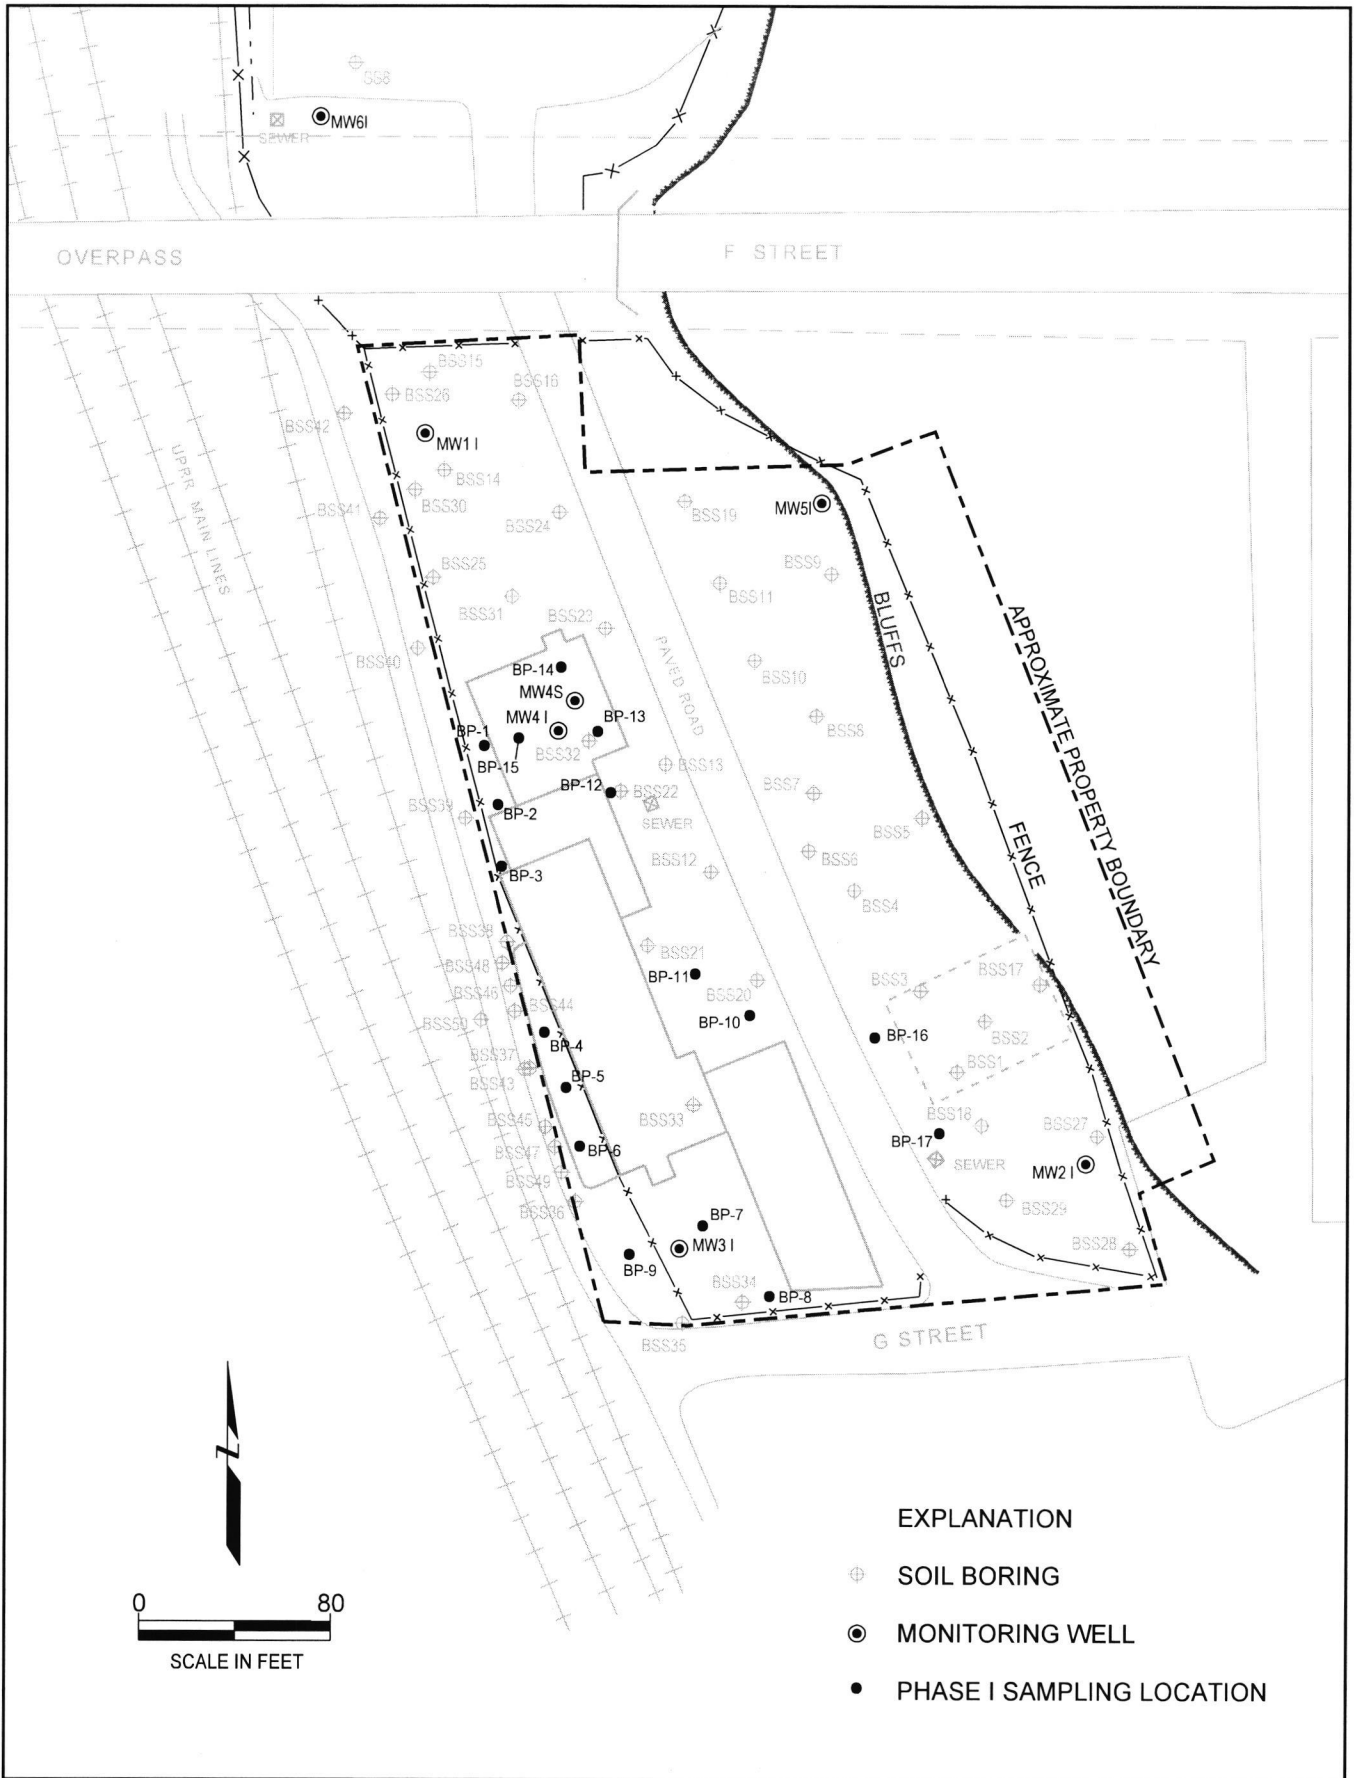 SS8
MW6I
SEWER
OVERPASS
F STREET
BSS15
BSS26
BSS16
BSS42
MW1 I
BSS14
BSS30
BSS41
BSS24
BSS19
MW5I
UPRR MAIN LINES
BSS25
BSS9
BSS11
BSS31
BSS23
BLUFFS
APPROXIMATE PROPERTY BOUNDARY
BSS40
PAVED ROAD
BP-14
BSS10
MW4S
MW4 I
BP-13
BSS8
BP-1
BSS32
BP-15
BSS13
BP-12
BSS22
BSS7
BP-2
BSS39
SEWER
BSS5
FENCE
BSS6
BP-3
BSS12
BSS4
BSS38
BSS21
BSS48
BP-11
BSS3
BSS17
BSS46
BSS20
BSS44
BSS50
BP-10
BP-16
BSS2
BP-4
BSS37
BSS43
BP-5
BSS1
BSS45
BSS33
BSS18
BSS27
BP-17
BSS47
BP-6
SEWER
MW2 I
BSS49
BSS36
BSS29
BP-7
MW3 I
BSS28
BP-9
BSS34
BP-8
BSS35
G STREET
Z
0 80
SCALE IN FEET
EXPLANATION
SOIL BORING
MONITORING WELL
PHASE I SAMPLING LOCATION